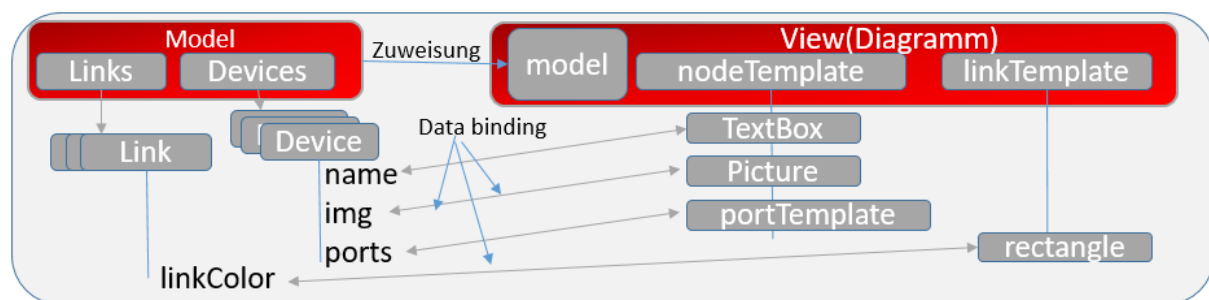 Model
View(Diagramm)
Links
Devices
Zuweisung
model
nodeTemplate
linkTemplate
Link
Device
Data binding
TextBox
name
Picture
img
portTemplate
ports
rectangle
linkColor